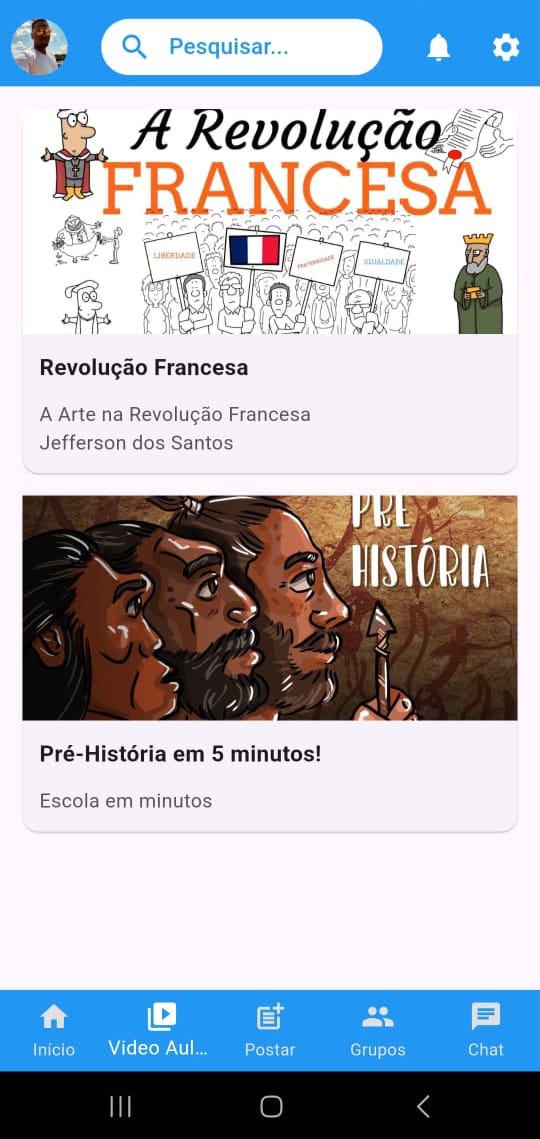 Pesquisar...
A Revolução
FRANCESA
LIBERDADE
FRATERNIDADE
IGUALDADE
Revolução Francesa
A Arte na Revolução Francesa
Jefferson dos Santos
PRÉ
HISTÓRIA
Pré-História em 5 minutos!
Escola em minutos
Início
Video Aul...
Postar
Grupos
Chat